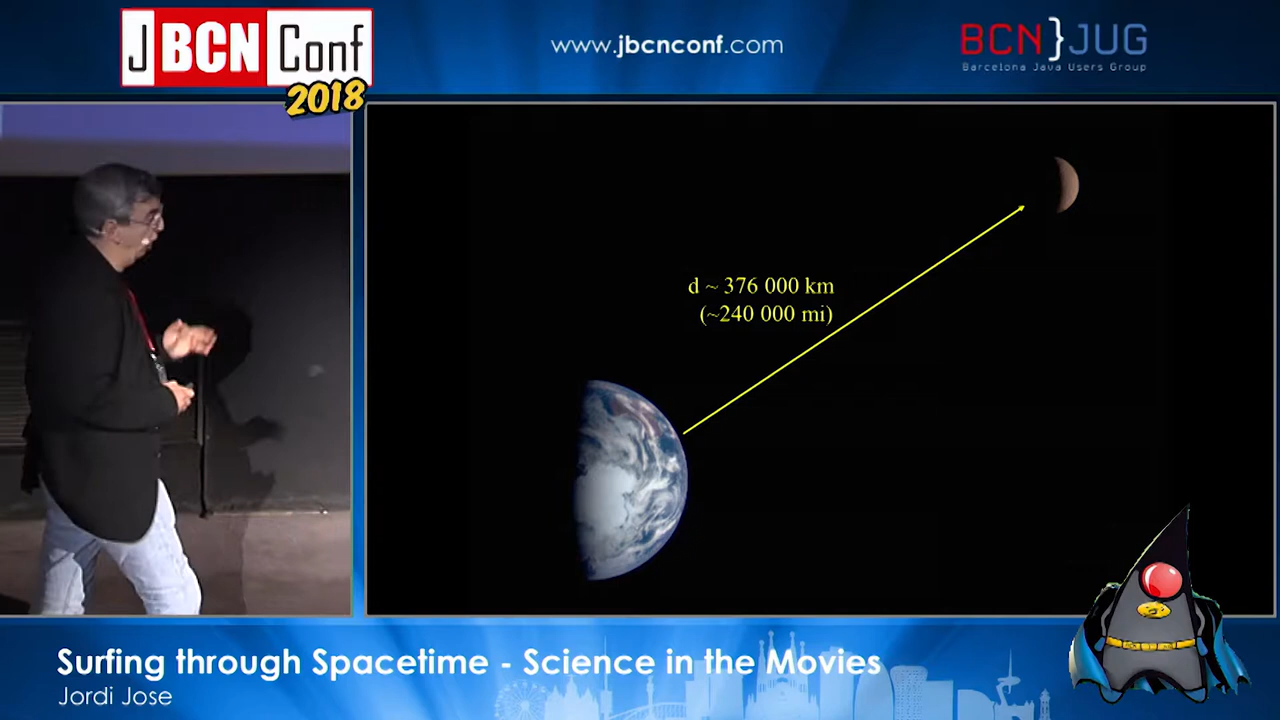 JBCN Conf
2018
www.jbcnconf.com
BCN}JUG
Barcelona Java Users Group
d ~ 376 000 km
(~240 000 mi)
Surfing through Spacetime - Science in the Movies
Jordi Jose